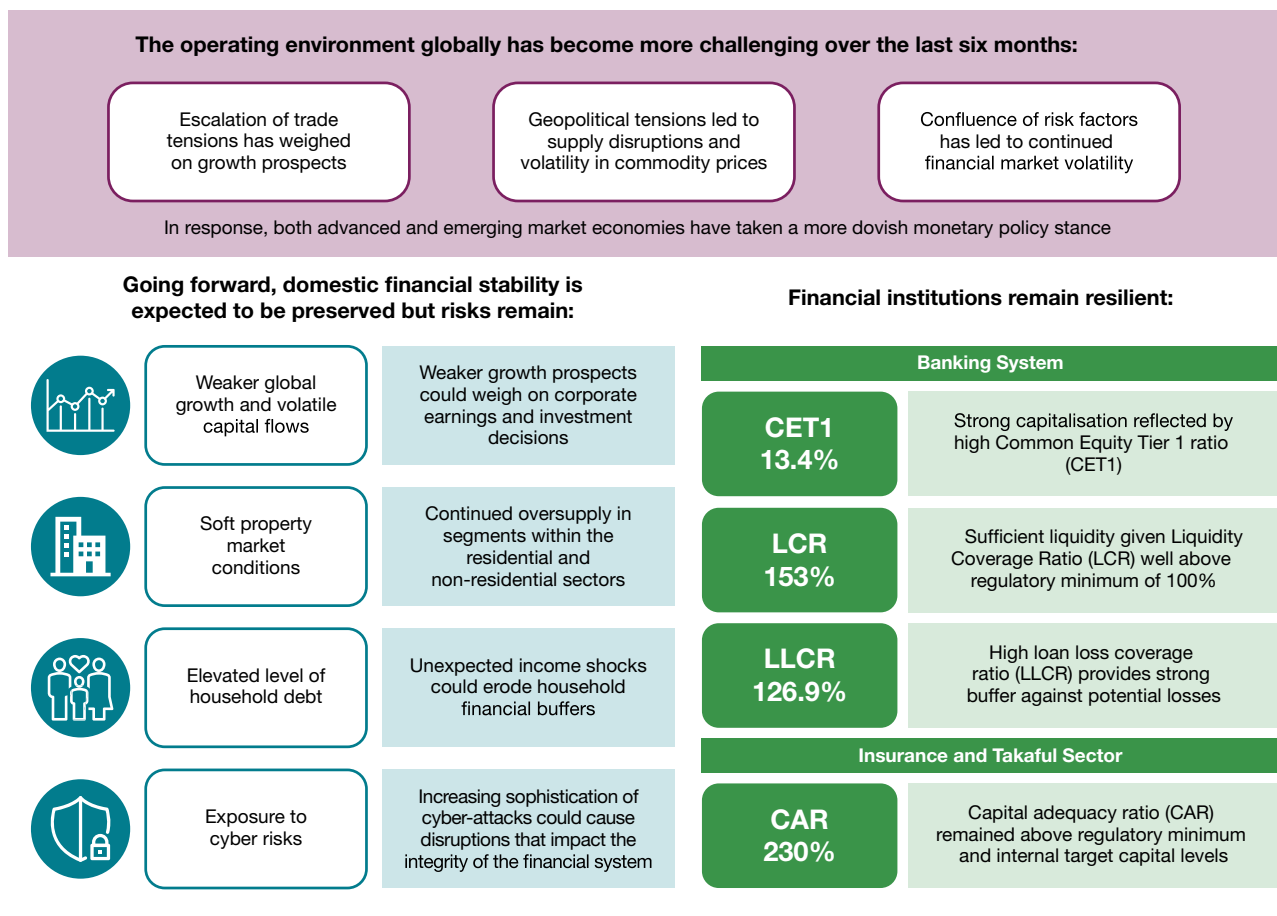 The operating environment globally has become more challenging over the last six months:
Escalation of trade
tensions has weighed
on growth prospects
Geopolitical tensions led to
supply disruptions and
volatility in commodity prices
Confluence of risk factors
has led to continued
financial market volatility
In response, both advanced and emerging market economies have taken a more dovish monetary policy stance
Going forward, domestic financial stability is
expected to be preserved but risks remain:
Weaker global
growth and volatile
capital flows
Weaker growth prospects
could weigh on corporate
earnings and investment
decisions
Soft property
market
conditions
Continued oversupply in
segments within the
residential and
non-residential sectors
Elevated level of
household debt
Unexpected income shocks
could erode household
financial buffers
Exposure to
cyber risks
Increasing sophistication of
cyber-attacks could cause
disruptions that impact the
integrity of the financial system
Financial institutions remain resilient:
Banking System
CET1
13.4%
Strong capitalisation reflected by
high Common Equity Tier 1 ratio
(CET1)
LCR
153%
Sufficient liquidity given Liquidity
Coverage Ratio (LCR) well above
regulatory minimum of 100%
LLCR
126.9%
High loan loss coverage
ratio (LLCR) provides strong
buffer against potential losses
Insurance and Takaful Sector
CAR
230%
Capital adequacy ratio (CAR)
remained above regulatory minimum
and internal target capital levels